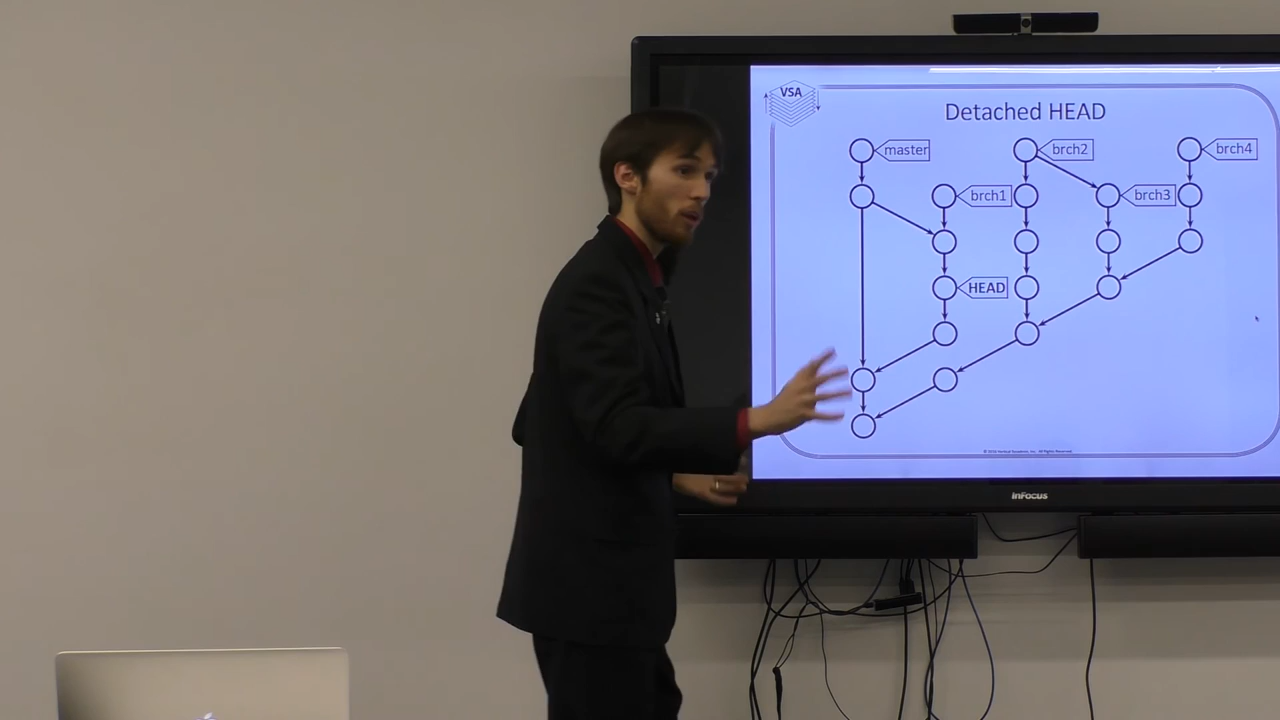 VSA
Detached HEAD
master
brch2
brch4
brch1
brch3
HEAD
InFocus